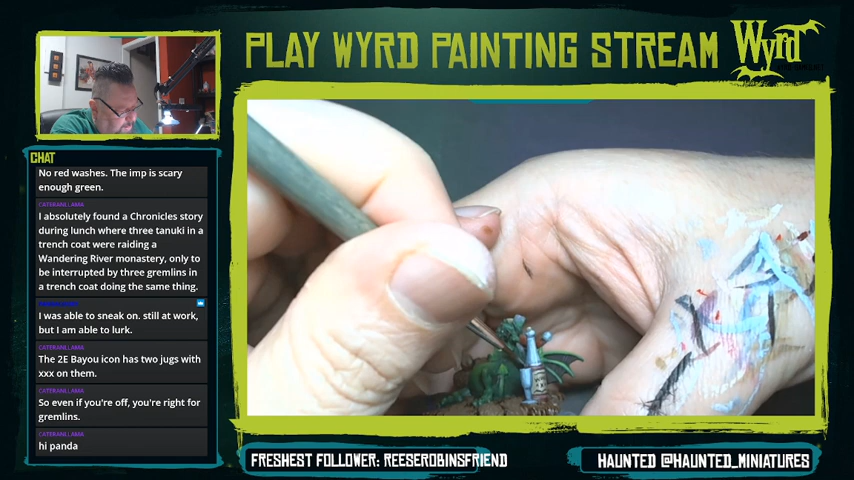 PLAY WYRD PAINTING STREAM
Wyrd
CHAT
No red washes. The imp is scary
enough green.
CATERANLLAMA
I absolutely found a Chronicles story
during lunch where three tanuki in a
trench coat were raiding a
Wandering River monastery, only to
be interrupted by three gremlins in
a trench coat doing the same thing.
I was able to sneak on. still at work,
but I am able to lurk.
CATERANLLAMA
The 2E Bayou icon has two jugs with
xxx on them.
CATERANLLAMA
So even if you're off, you're right for
gremlins.
CATERANLLAMA
hi panda
FRESHEST FOLLOWER: REESEROBINSFRIEND
HAUNTED @HAUNTED_MINIATURES